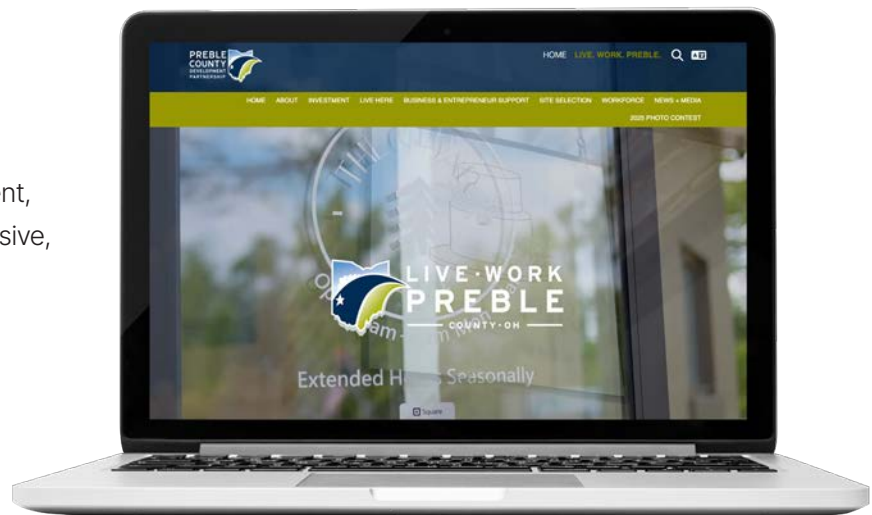 ent,
sive,
PREBLE
COUNTY
DEVELOPMENT
PARTNERSHIP
HOME LIVE. WORK. PREBLE.
HOME ABOUT INVESTMENT LIVE HERE BUSINESS & ENTREPRENEUR SUPPORT SITE SELECTION WORKFORCE NEWS + MEDIA
2025 PHOTO CONTEST
LIVE·WORK
PREBLE
COUNTY·OH
Extended Seasonally
Square